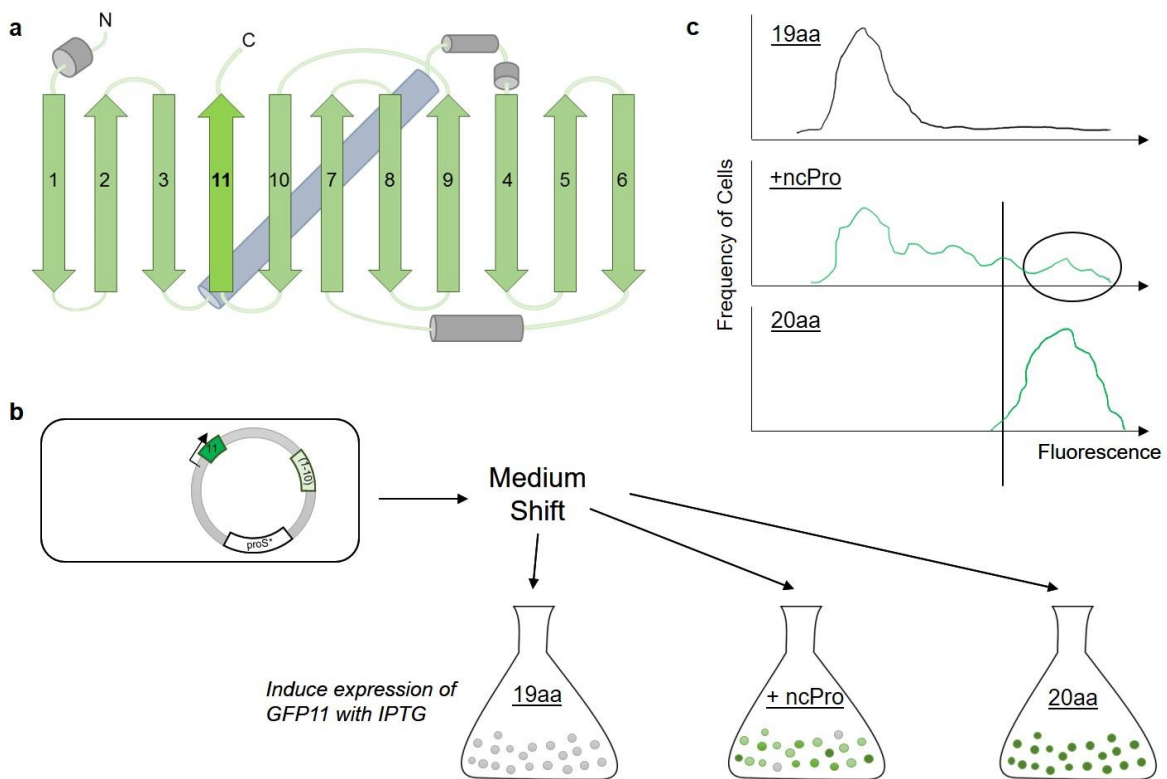 a
N
C
1 2 3 11 10 7 8 9 4 5 6
c
19aa
+ncPro
20aa
Frequency of Cells
Fluorescence
b
11
(1-10)
proS*
Medium
Shift
Induce expression of
GFP11 with IPTG
19aa
+ ncPro
20aa